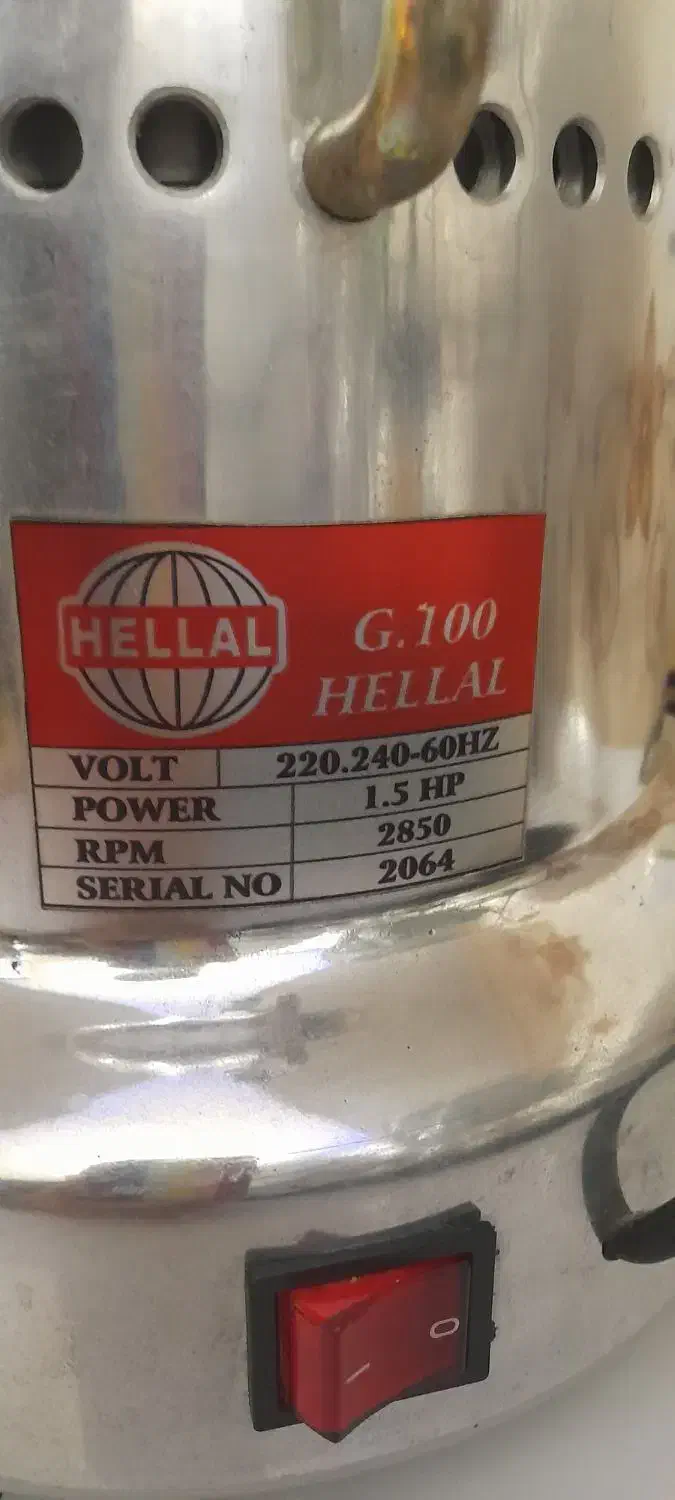 HELLAL
G.100
HELLAL
VOLT 220.240-60HZ
POWER 1.5 HP
RPM 2850
SERIAL NO 2064
O